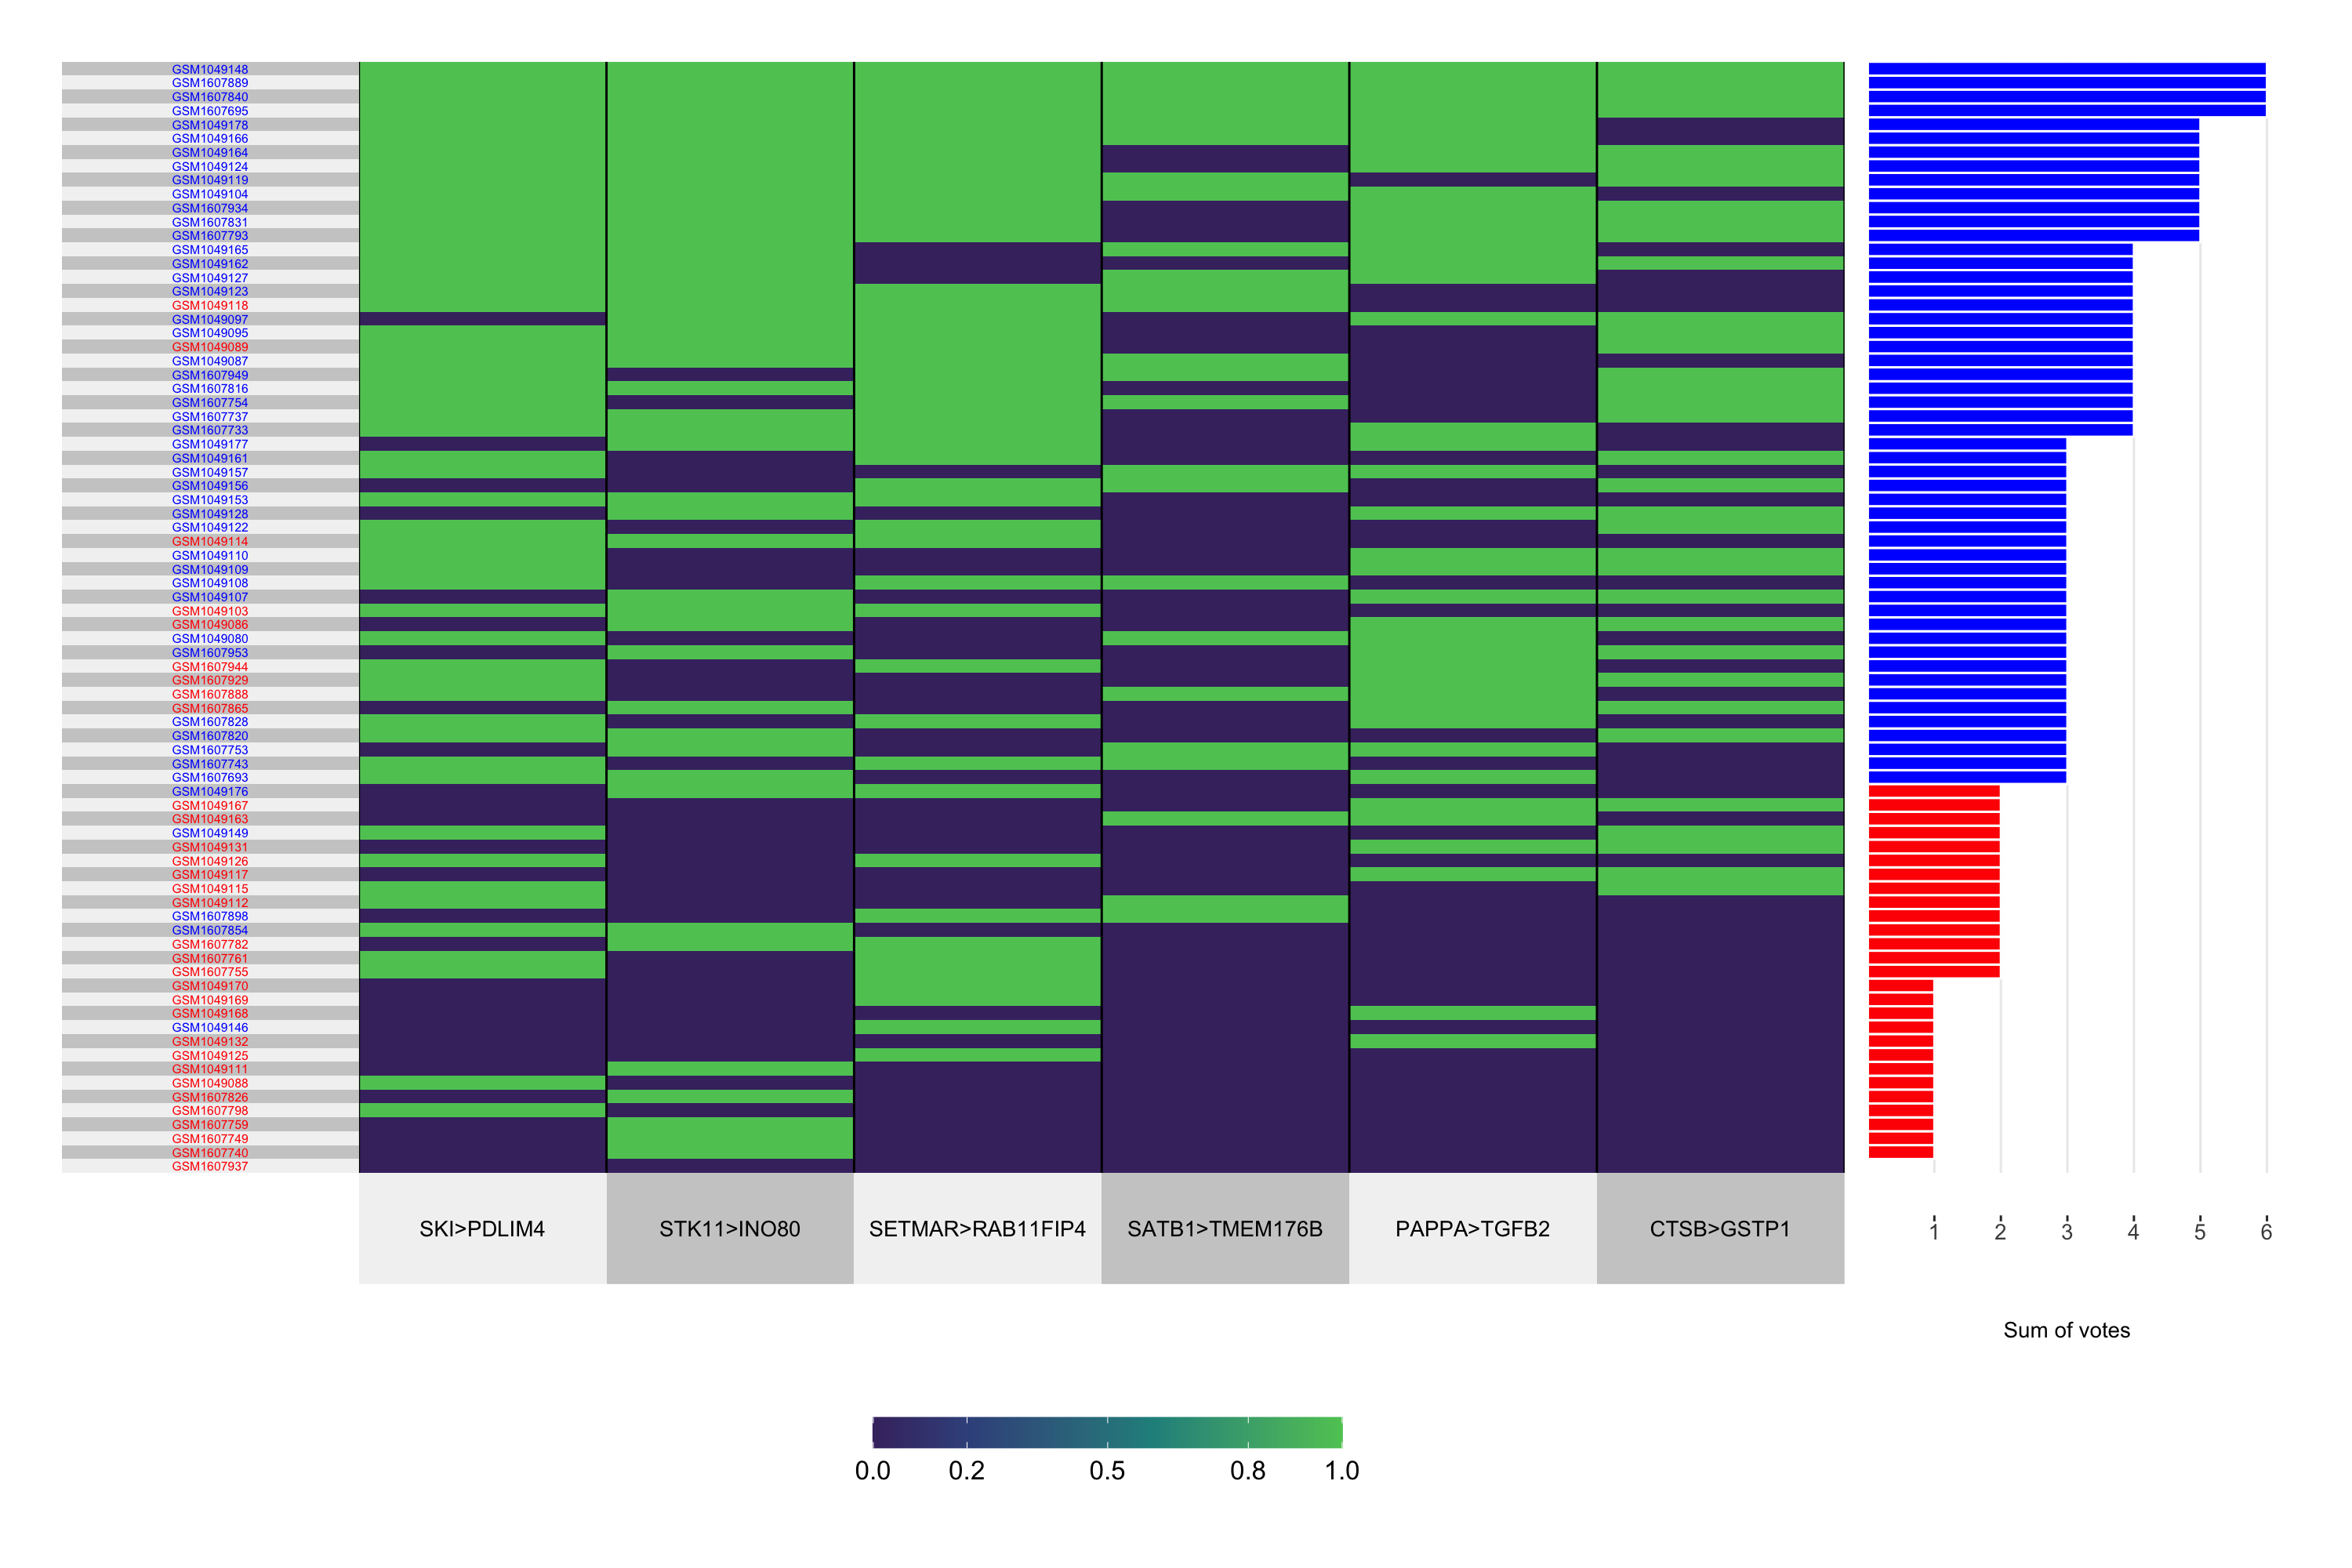 GSM1049148
GSM1607889
GSM1607840
GSM1607695
GSM1049178
GSM1049166
GSM1049164
GSM1049124
GSM1049119
GSM1049104
GSM1607934
GSM1607831
GSM1607793
GSM1049165
GSM1049162
GSM1049127
GSM1049123
GSM1049118
GSM1049097
GSM1049095
GSM1049089
GSM1049087
GSM1607949
GSM1607816
GSM1607754
GSM1607737
GSM1607733
GSM1049177
GSM1049161
GSM1049157
GSM1049156
GSM1049153
GSM1049128
GSM1049122
GSM1049114
GSM1049110
GSM1049109
GSM1049108
GSM1049107
GSM1049103
GSM1049086
GSM1049080
GSM1607953
GSM1607944
GSM1607929
GSM1607888
GSM1607865
GSM1607828
GSM1607820
GSM1607753
GSM1607743
GSM1607693
GSM1049176
GSM1049167
GSM1049163
GSM1049149
GSM1049131
GSM1049126
GSM1049117
GSM1049115
GSM1049112
GSM1607898
GSM1607854
GSM1607782
GSM1607761
GSM1607755
GSM1049170
GSM1049169
GSM1049168
GSM1049146
GSM1049132
GSM1049125
GSM1049111
GSM1049088
GSM1607826
GSM1607798
GSM1607759
GSM1607749
GSM1607740
GSM1607937
SKI>PDLIM4 STK11>INO80 SETMAR>RAB11FIP4 SATB1>TMEM176B PAPPA>TGFB2 CTSB>GSTP1
1 2 3 4 5 6
Sum of votes
0.0 0.2 0.5 0.8 1.0